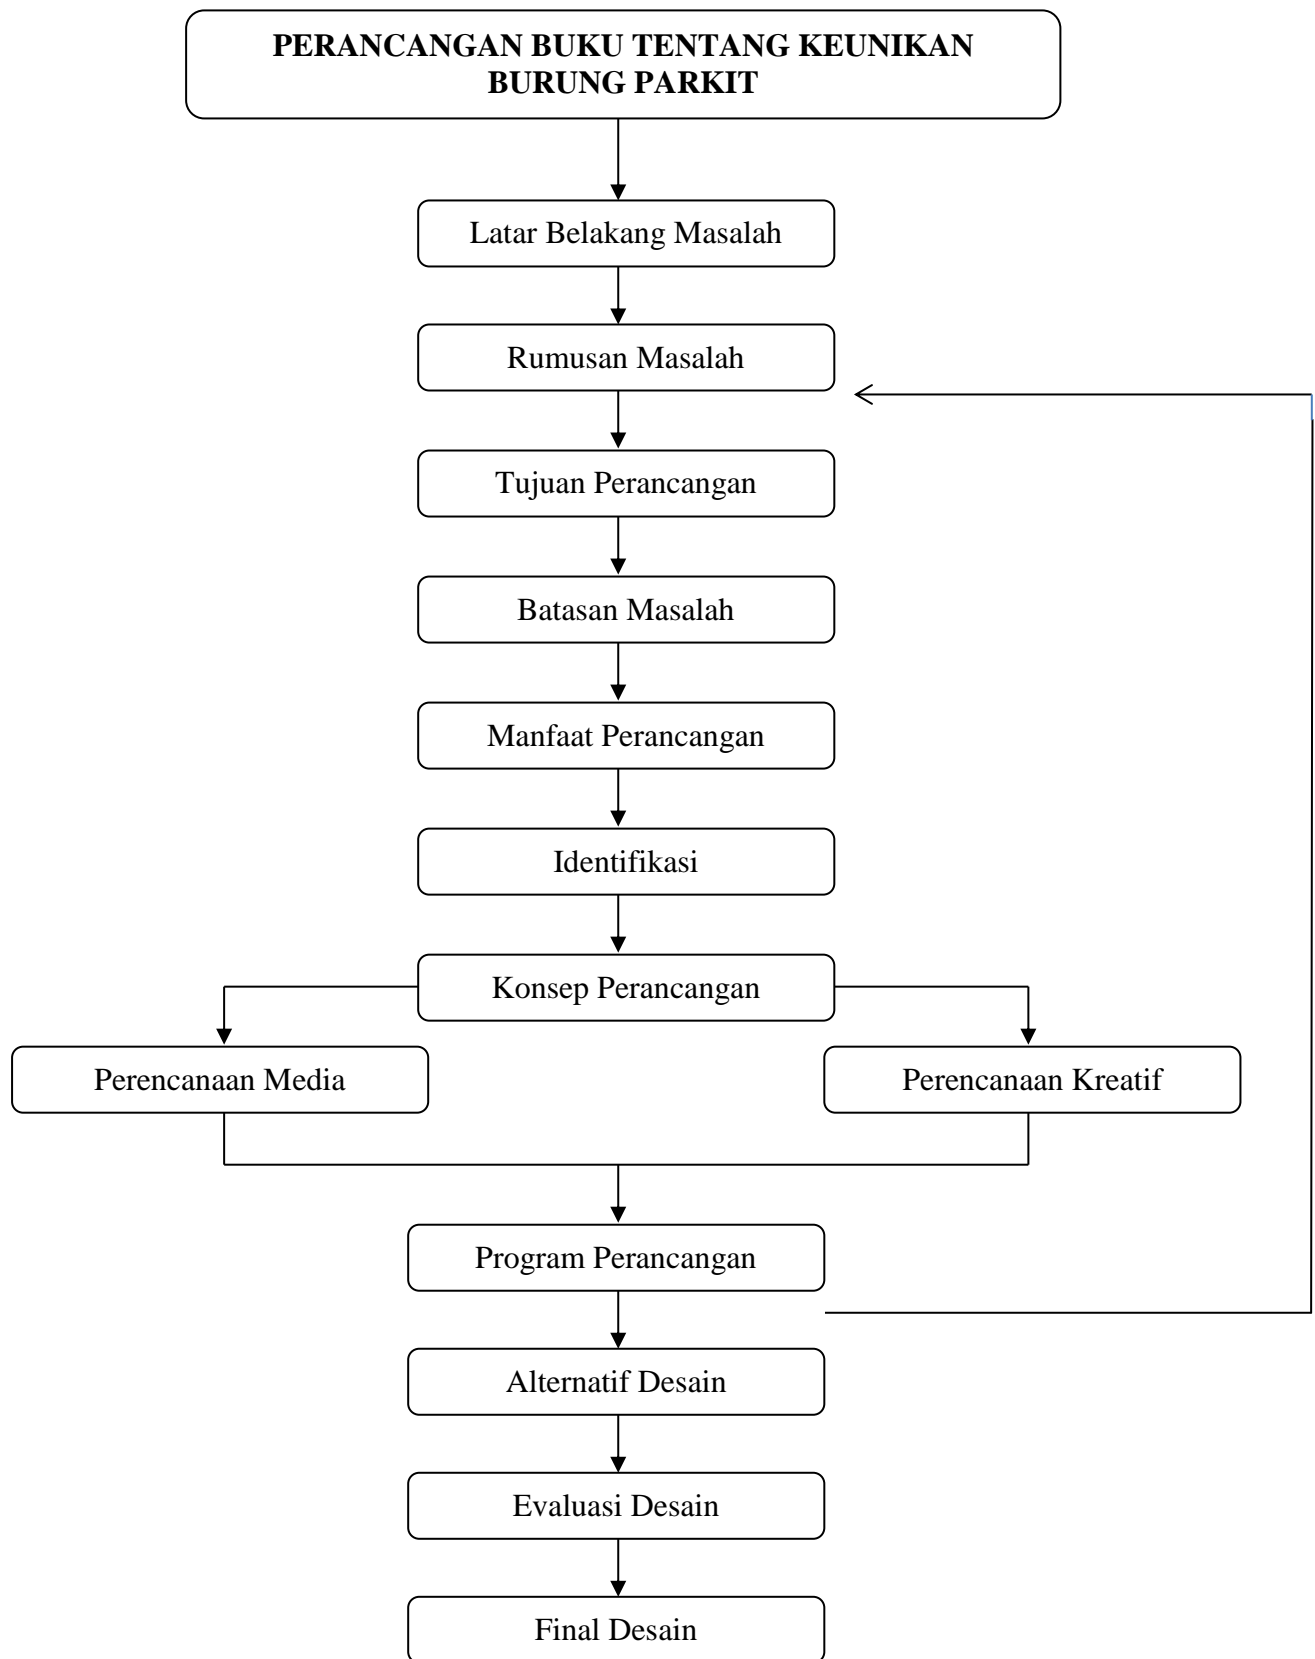 PERANCANGAN BUKU TENTANG KEUNIKAN
BURUNG PARKIT
Latar Belakang Masalah
Rumusan Masalah
Tujuan Perancangan
Batasan Masalah
Manfaat Perancangan
Identifikasi
Konsep Perancangan
Perencanaan Media
Perencanaan Kreatif
Program Perancangan
Alternatif Desain
Evaluasi Desain
Final Desain